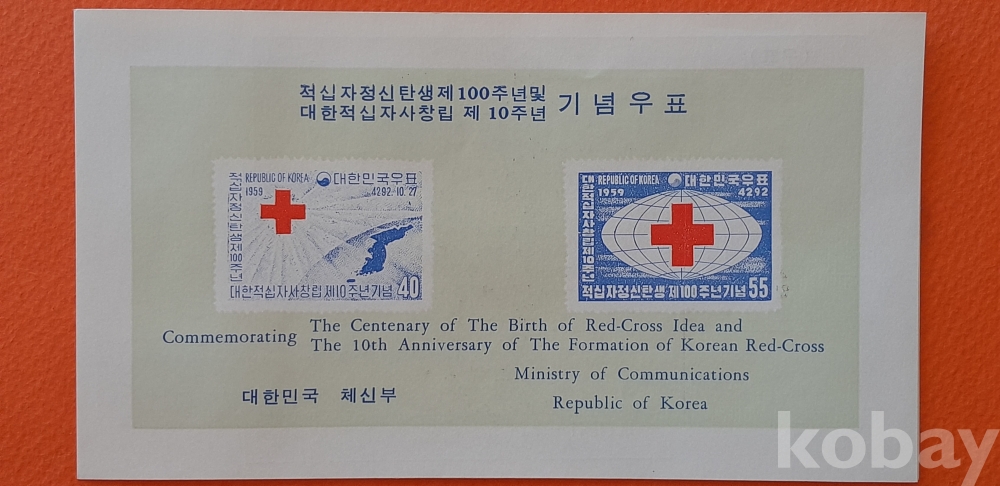 적십자정신탄생제100주년및
대한적십자사창립 제 10주년
기념우표
적십자정신탄생제100주년
REPUBLIC OF KOREA
대한민국우표
1959
4292.10.27
대한적십자사창립제10주년기념 40
대한적십자사창립제10주년
REPUBLIC OF KOREA
대한민국우표
1959
4292
적십자정신탄생제100주년기념 55
Commemorating
The Centenary of The Birth of Red-Cross Idea and
The 10th Anniversary of The Formation of Korean Red-Cross
Ministry of Communications
대한민국 체신부
Republic of Korea
kobay